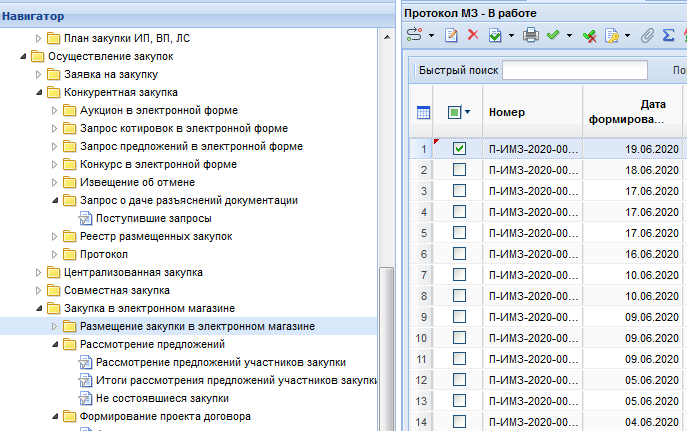 Навигатор
План закупки ИП, ВП, ЛС
Осуществление закупок
Заявка на закупку
Конкурентная закупка
Аукцион в электронной форме
Запрос котировок в электронной форме
Запрос предложений в электронной форме
Конкурс в электронной форме
Извещение об отмене
Запрос о даче разъяснений документации
Поступившие запросы
Реестр размещенных закупок
Протокол
Централизованная закупка
Совместная закупка
Закупка в электронном магазине
Размещение закупки в электронном магазине
Рассмотрение предложений
Рассмотрение предложений участников закупки
Итоги рассмотрения предложений участников закупки
Не состоявшиеся закупки
Формирование проекта договора
Протокол МЗ - В работе
Быстрый поиск
По
Номер Дата формирова...
1 П-ИМЗ-2020-00... 19.06.2020
2 П-ИМЗ-2020-00... 18.06.2020
3 П-ИМЗ-2020-00... 17.06.2020
4 П-ИМЗ-2020-00... 17.06.2020
5 П-ИМЗ-2020-00... 17.06.2020
6 П-ИМЗ-2020-00... 16.06.2020
7 П-ИМЗ-2020-00... 10.06.2020
8 П-ИМЗ-2020-00... 10.06.2020
9 П-ИМЗ-2020-00... 09.06.2020
10 П-ИМЗ-2020-00... 09.06.2020
11 П-ИМЗ-2020-00... 09.06.2020
12 П-ИМЗ-2020-00... 05.06.2020
13 П-ИМЗ-2020-00... 05.06.2020
14 П-ИМЗ-2020-00... 04.06.2020